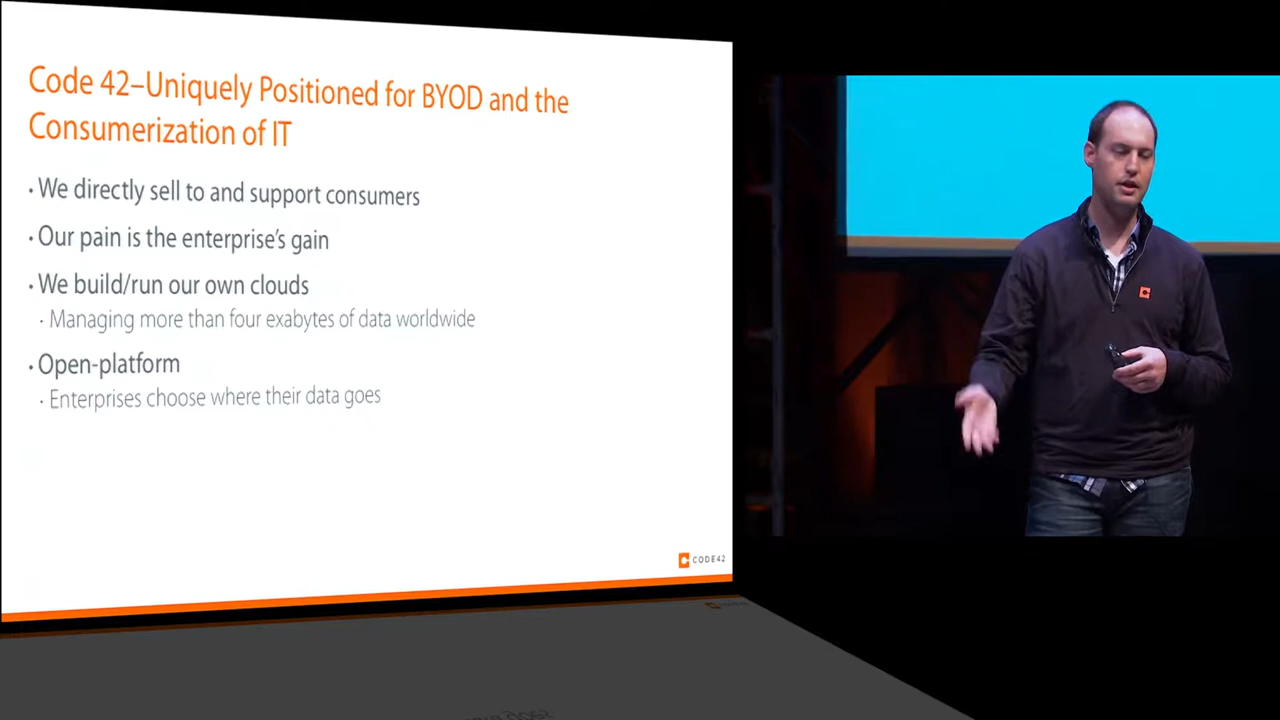 Code 42–Uniquely Positioned for BYOD and the
Consumerization of IT
· We directly sell to and support consumers
· Our pain is the enterprise’s gain
· We build/run our own clouds
· Managing more than four exabytes of data worldwide
· Open-platform
· Enterprises choose where their data goes
CODE42